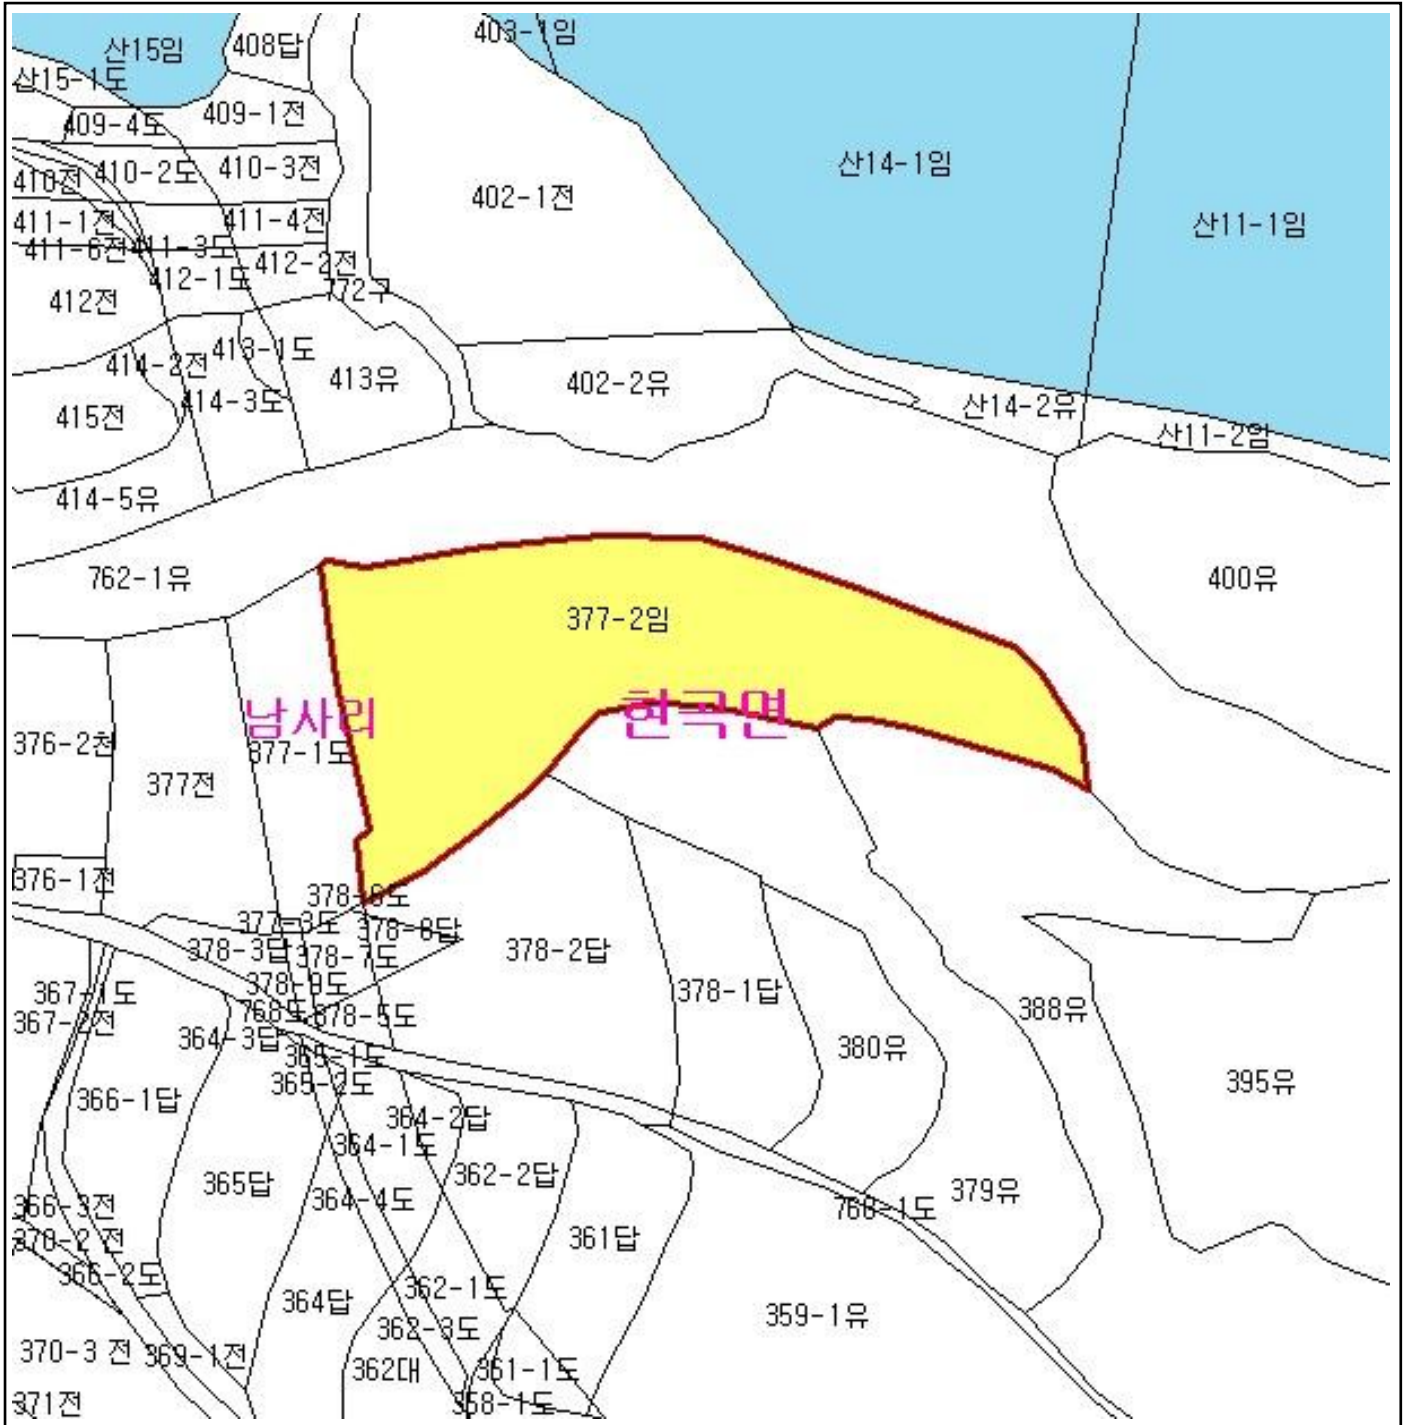 산15임
408답
403-1임
산15-1도
409-4도
409-1전
산14-1임
410전
410-2도
410-3전
402-1전
411-1전
411-4전
산11-1임
411-6전
411-3도
412-1도
412-2전
772구
412전
414-2전
413-1도
413유
402-2유
414-3도
산14-2유
415전
산11-2임
414-5유
762-1유
400유
377-2임
남사리
현곡면
377-1도
376-2천
377전
376-1전
378-6도
377-3도
378-8답
378-3답
378-7도
378-2답
378-9도
367-1도
378-1답
768도
378-5도
388유
367-2전
364-3답
365-1도
380유
365-2도
395유
366-1답
364-2답
364-1도
362-2답
365답
364-4도
379유
366-3전
768-1도
370-2 전
361답
366-2도
362-1도
364답
359-1유
362-3도
370-3 전
369-1전
362대
361-1도
371전
358-1도